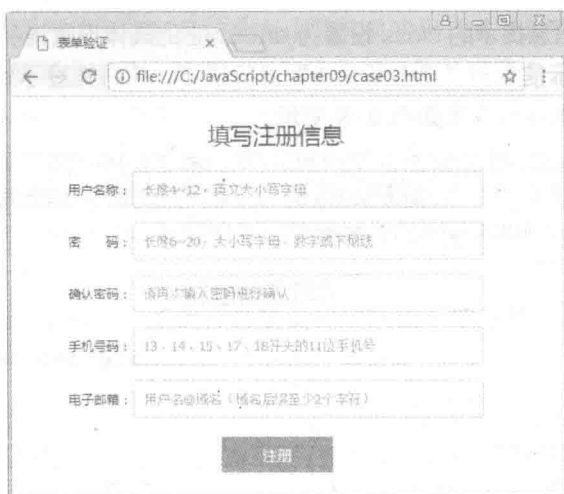 表单验证
file:///C:/JavaScript/chapter09/case03.html
填写注册信息
用户名称：
长度4~12，英文大小写字母
密 码：
长度6~20，大小写字母、数字或下划线
确认密码：
请再次输入密码进行确认
手机号码：
13、14、15、17、18开头的11位手机号
电子邮箱：
用户名@域名（域名后缀至少2个字符）
注册